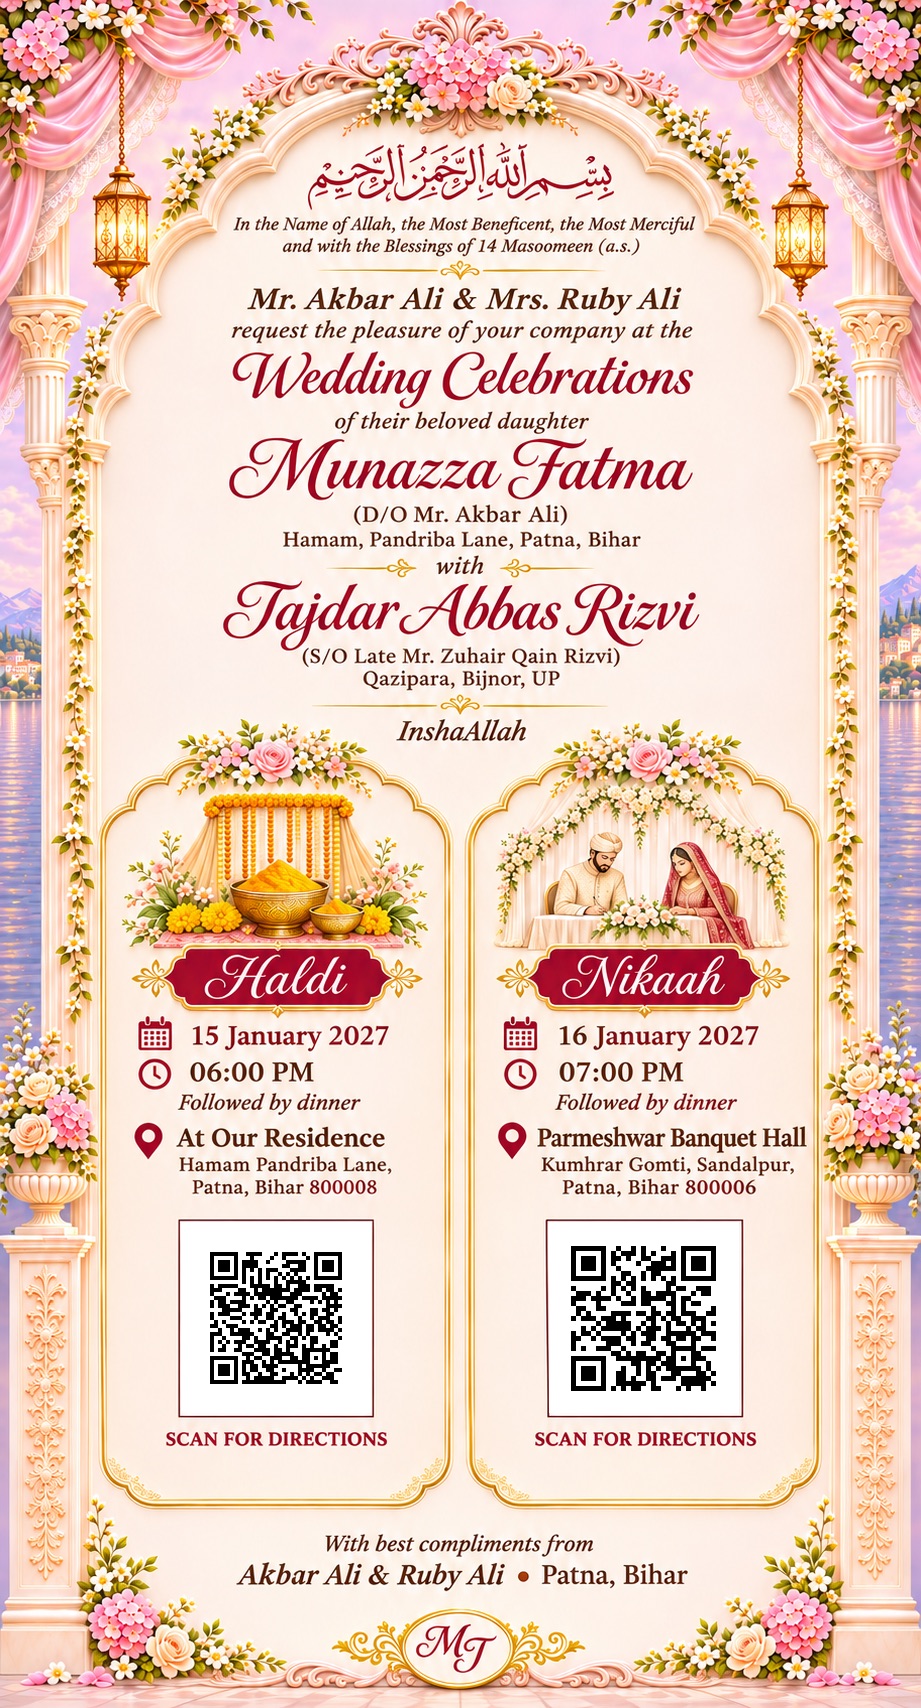 بِسْمِ اللهِ الرَّحْمٰنِ الرَّحِيْمِ
In the Name of Allah, the Most Beneficent, the Most Merciful
and with the Blessings of 14 Masoomeen (a.s.)
Mr. Akbar Ali & Mrs. Ruby Ali
request the pleasure of your company at the
Wedding Celebrations
of their beloved daughter
Munazza Fatma
(D/O Mr. Akbar Ali)
Hamam, Pandriba Lane, Patna, Bihar
with
Tajdar Abbas Rizvi
(S/O Late Mr. Zuhair Qain Rizvi)
Qazipara, Bijnor, UP
InshaAllah
Haldi
15 January 2027
06:00 PM
Followed by dinner
At Our Residence
Hamam Pandriba Lane,
Patna, Bihar 800008
SCAN FOR DIRECTIONS
Nikaah
16 January 2027
07:00 PM
Followed by dinner
Parmeshwar Banquet Hall
Kumhrar Gomti, Sandalpur,
Patna, Bihar 800006
SCAN FOR DIRECTIONS
With best compliments from
Akbar Ali & Ruby Ali • Patna, Bihar
MT